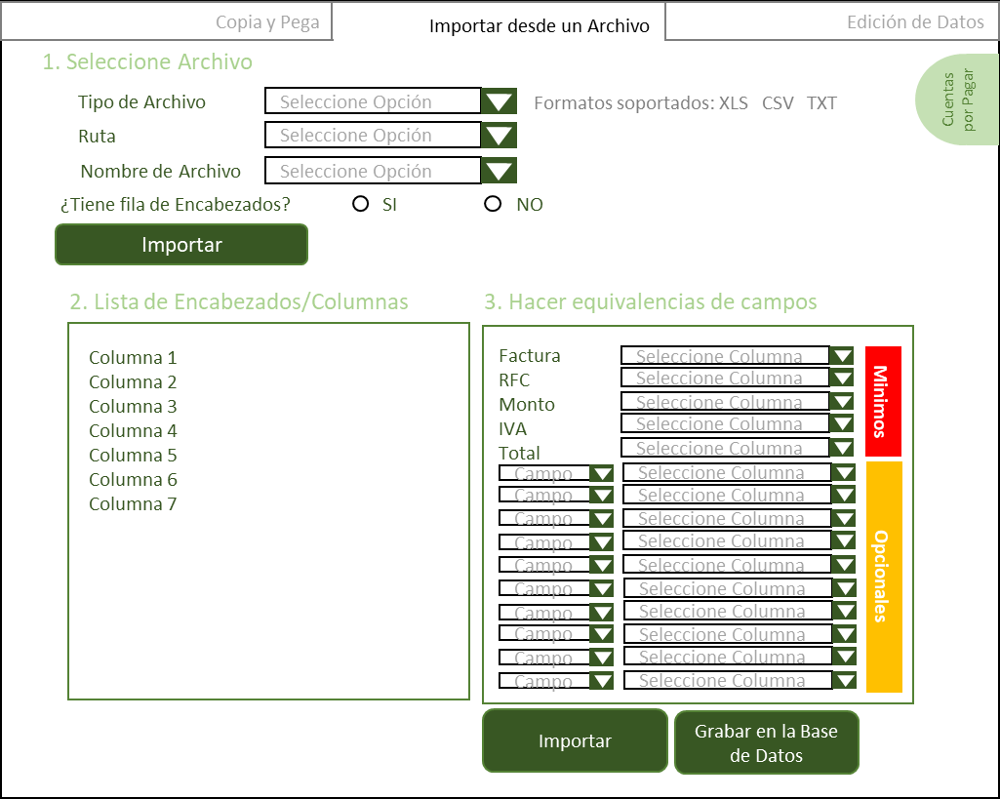 Copia y Pega
Importar desde un Archivo
Edición de Datos
1. Seleccione Archivo
Cuentas
por Pagar
Tipo de Archivo
Seleccione Opción
Formatos soportados: XLS CSV TXT
Ruta
Seleccione Opción
Nombre de Archivo
Seleccione Opción
¿Tiene fila de Encabezados?
SI
NO
Importar
2. Lista de Encabezados/Columnas
Columna 1
Columna 2
Columna 3
Columna 4
Columna 5
Columna 6
Columna 7
3. Hacer equivalencias de campos
Factura
Seleccione Columna
RFC
Seleccione Columna
Monto
Seleccione Columna
IVA
Seleccione Columna
Total
Seleccione Columna
Minimos
Campo
Seleccione Columna
Campo
Seleccione Columna
Campo
Seleccione Columna
Campo
Seleccione Columna
Campo
Seleccione Columna
Campo
Seleccione Columna
Campo
Seleccione Columna
Campo
Seleccione Columna
Campo
Seleccione Columna
Campo
Seleccione Columna
Opcionales
Importar
Grabar en la Base
de Datos